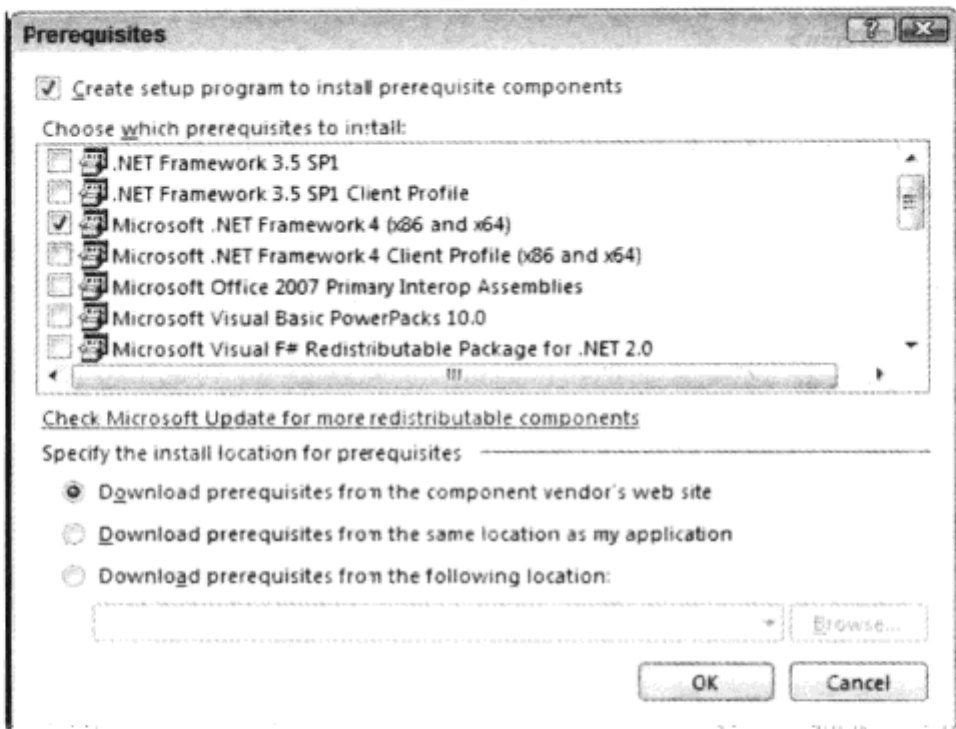 Prerequisites
Create setup program to install prerequisite components
Choose which prerequisites to install:
.NET Framework 3.5 SP1
.NET Framework 3.5 SP1 Client Profile
Microsoft .NET Framework 4 (x86 and x64)
Microsoft .NET Framework 4 Client Profile (x86 and x64)
Microsoft Office 2007 Primary Interop Assemblies
Microsoft Visual Basic PowerPacks 10.0
Microsoft Visual F# Redistributable Package for .NET 2.0
Check Microsoft Update for more redistributable components
Specify the install location for prerequisites
Download prerequisites from the component vendor's web site
Download prerequisites from the same location as my application
Download prerequisites from the following location:
Browse...
OK Cancel